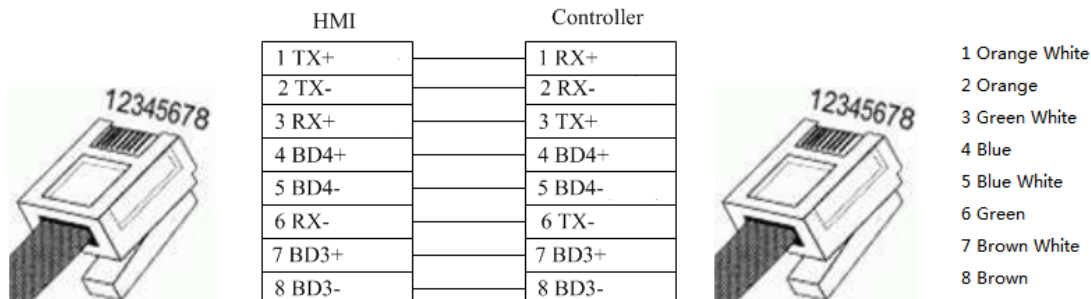 HMI
Controller
12345678
1 TX+
1 RX+
2 TX-
2 RX-
3 RX+
3 TX+
4 BD4+
4 BD4+
5 BD4-
5 BD4-
6 RX-
6 TX-
7 BD3+
7 BD3+
8 BD3-
8 BD3-
12345678
1 Orange White
2 Orange
3 Green White
4 Blue
5 Blue White
6 Green
7 Brown White
8 Brown